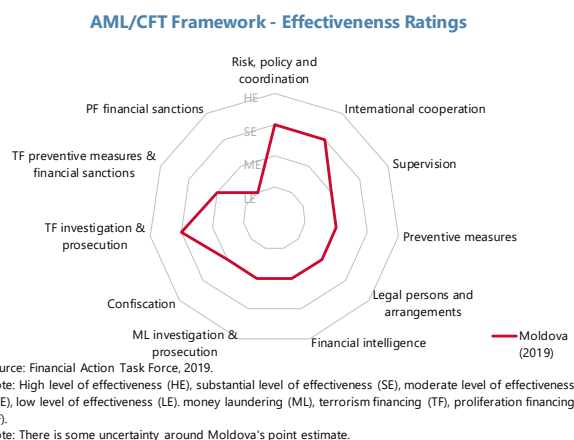 AML/CFT Framework - Effectivenenss Ratings
Risk, policy and
coordination
HE
PF financial sanctions
International cooperation
SE
TF preventive measures &
financial sanctions
ME
Supervision
LE
TF investigation &
prosecution
Preventive measures
Confiscation
Legal persons and
arrangements
ML investigation &
prosecution
Financial intelligence
Moldova
(2019)
urce: Financial Action Task Force, 2019.
te: High level of effectiveness (HE), substantial level of effectiveness (SE), moderate level of effectiveness
E), low level of effectiveness (LE). money laundering (ML), terrorism financing (TF), proliferation financing
F).
te: There is some uncertainty around Moldova's point estimate.